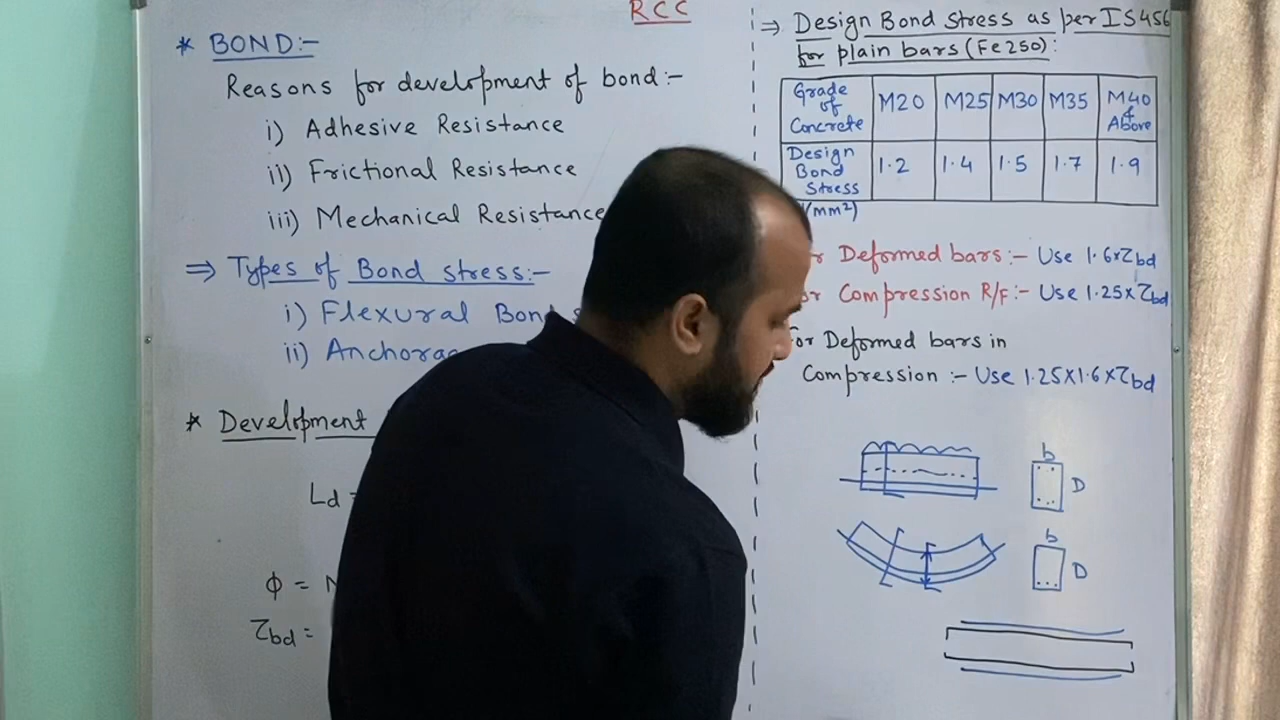 RCC
* BOND:-
Reasons for development of bond:-
i) Adhesive Resistance
ii) Frictional Resistance
iii) Mechanical Resistance
⇒ Types of Bond stress:-
i) Flexural Bon
ii) Anchorag
* Development
Ld =
φ = N
τbd =
⇒ Design Bond stress as per IS456
for plain bars (Fe250):
Grade of Concrete M20 M25 M30 M35 M40 & Above
Design Bond Stress 1.2 1.4 1.5 1.7 1.9
/mm²)
r Deformed bars:- Use 1.6×τbd
or Compression R/F:- Use 1.25×τbd
For Deformed bars in
Compression:- Use 1.25×1.6×τbd
b
D
b
D